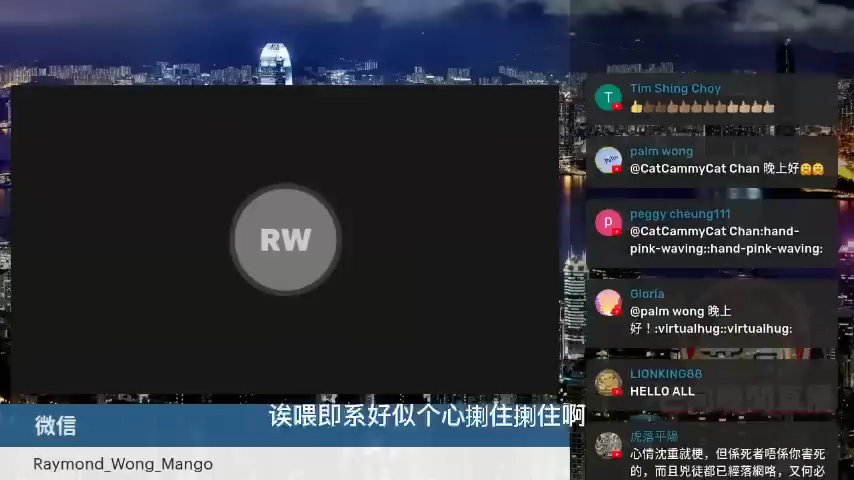 RW
诶喂即系好似个心揦住揦住啊
微信
Raymond_Wong_Mango
T
Tim Shing Choy
palm wong
@CatCammyCat Chan 晚上好
p
peggy cheung111
@CatCammyCat Chan:hand-
pink-waving::hand-pink-waving:
Gloria
@palm wong 晚上
好！:virtualhug::virtualhug:
LIONKING88
HELLO ALL
虎落平陽
心情沈重就梗，但係死者唔係你害死
的，而且兇徒都已經落網咯，又何必